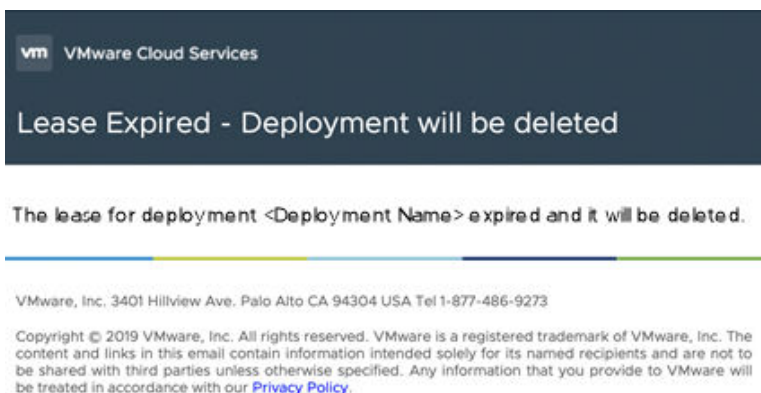 vm VMware Cloud Services
Lease Expired - Deployment will be deleted
The lease for deployment <Deployment Name> expired and it will be deleted.
VMware, Inc. 3401 Hillview Ave. Palo Alto CA 94304 USA Tel 1-877-486-9273
Copyright © 2019 VMware, Inc. All rights reserved. VMware is a registered trademark of VMware, Inc. The
content and links in this email contain information intended solely for its named recipients and are not to
be shared with third parties unless otherwise specified. Any information that you provide to VMware will
be treated in accordance with our Privacy Policy.